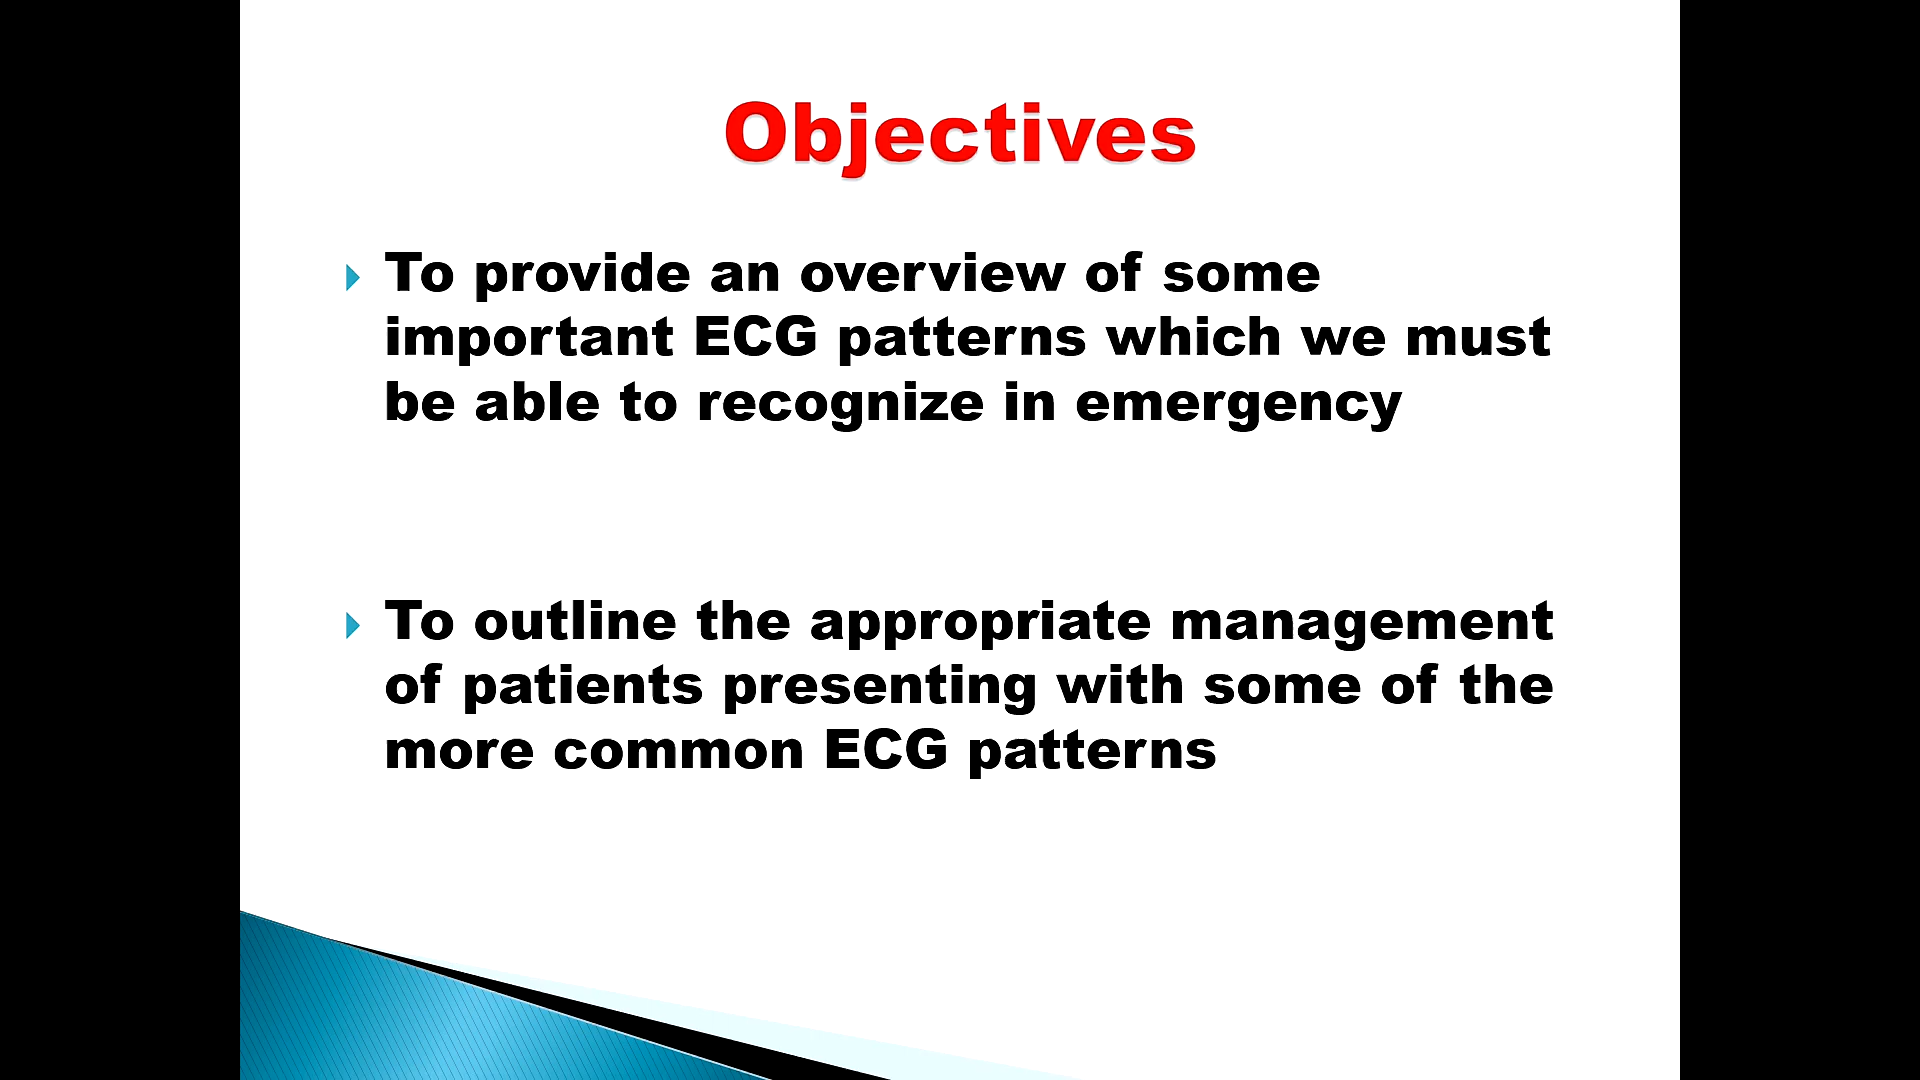 Objectives
To provide an overview of some
important ECG patterns which we must
be able to recognize in emergency
To outline the appropriate management
of patients presenting with some of the
more common ECG patterns